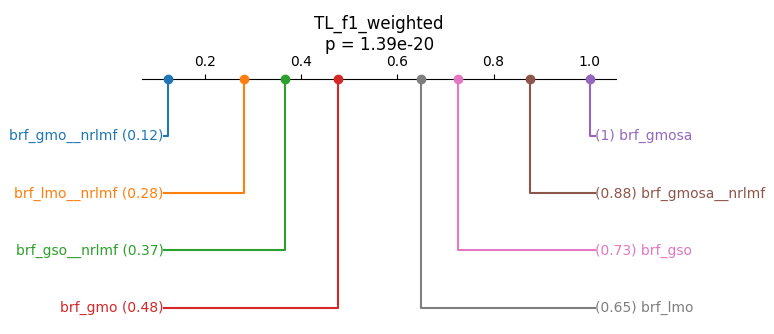 TL_f1_weighted
p = 1.39e-20
0.2 0.4 0.6 0.8 1.0
brf_gmo__nrlmf (0.12) (1) brf_gmosa
brf_lmo__nrlmf (0.28) (0.88) brf_gmosa__nrlmf
brf_gso__nrlmf (0.37) (0.73) brf_gso
brf_gmo (0.48) (0.65) brf_lmo